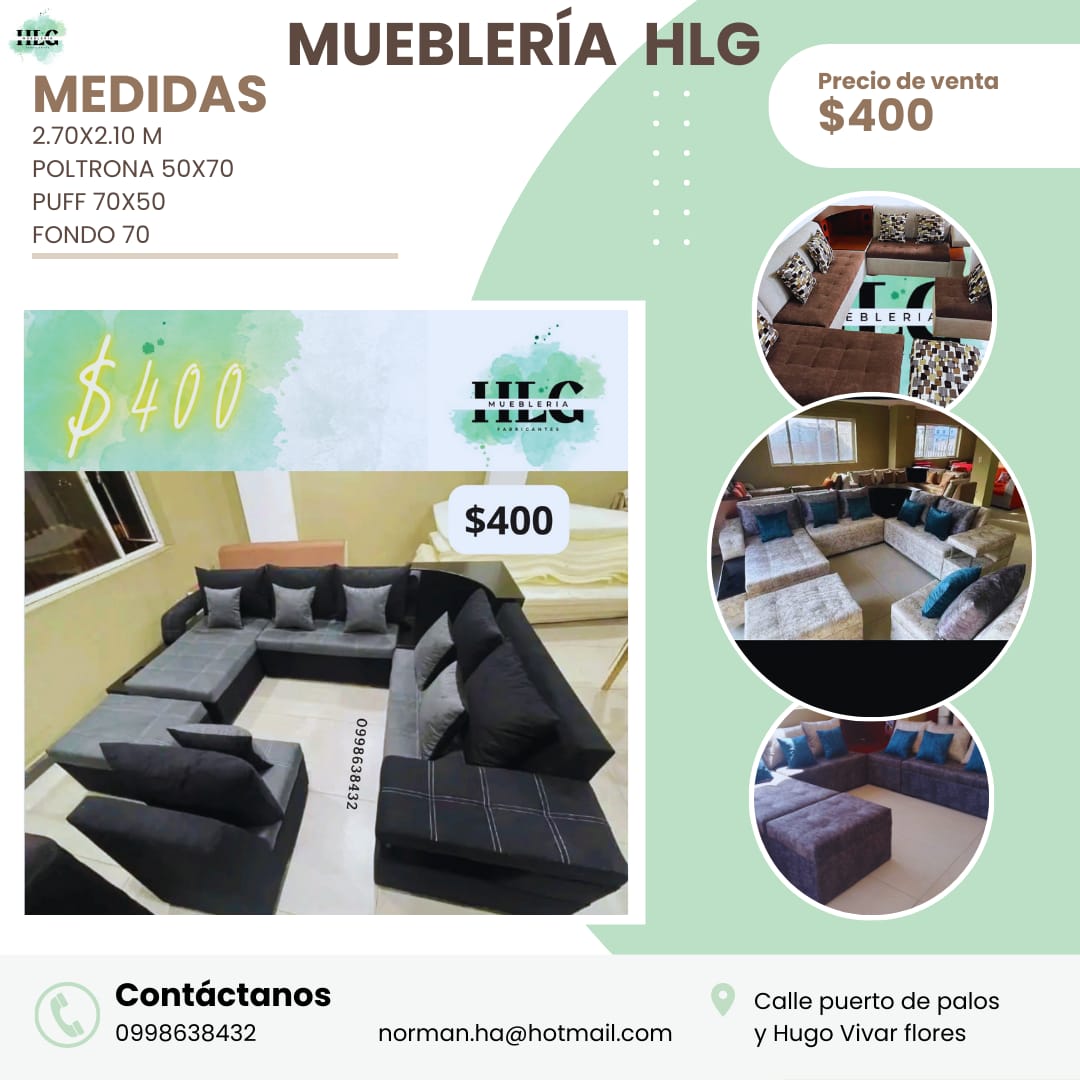 HLG
MUEBLERÍA HLG
MEDIDAS
2.70X2.10 M
POLTRONA 50X70
PUFF 70X50
FONDO 70
Precio de venta
$400
$400
HLG
MUEBLERIA
FABRICANTES
$400
0998638432
EBLERIA
Contáctanos
0998638432
norman.ha@hotmail.com
Calle puerto de palos
y Hugo Vivar flores